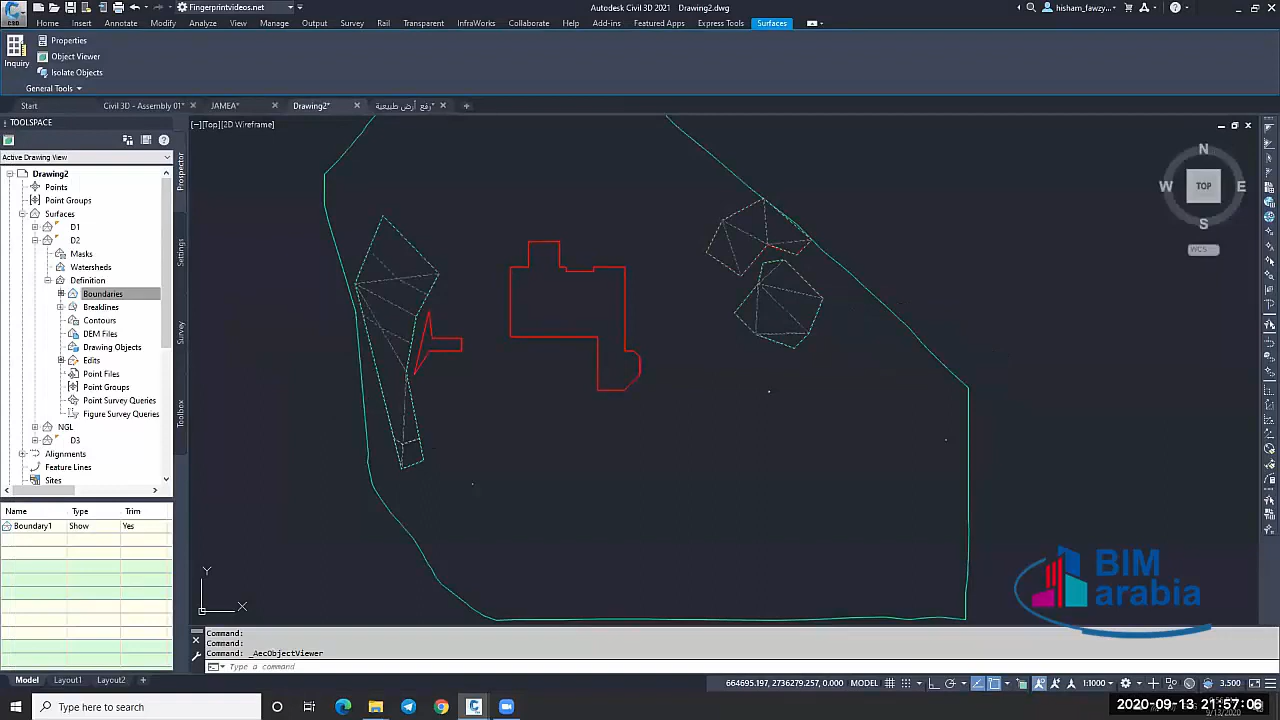 Fingerprintvideos.net
Autodesk Civil 3D 2021 Drawing2.dwg
hisham_fawzy...
Home Insert Annotate Modify Analyze View Manage Output Survey Rail Transparent InfraWorks Collaborate Help Add-ins Featured Apps Express Tools Surfaces
Inquiry
Properties
Object Viewer
Isolate Objects
General Tools
Start Civil 3D - Assembly 01* JAMEA* Drawing2* رفع أرض طبيعية*
TOOLSPACE
Active Drawing View
Drawing2
Points
Point Groups
Surfaces
D1
D2
Masks
Watersheds
Definition
Boundaries
Breaklines
Contours
DEM Files
Drawing Objects
Edits
Point Files
Point Groups
Point Survey Queries
Figure Survey Queries
NGL
D3
Alignments
Feature Lines
Sites
Prospector
Settings
Survey
Toolbox
Name Type Trim
Boundary1 Show Yes
[−][Top][2D Wireframe]
N
W TOP E
S
WCS
Y
X
BIM
arabia
Command:
Command:
Command: _AecObjectViewer
Type a command
Model Layout1 Layout2 +
664695.197, 2736279.257, 0.000 MODEL 1:1000 3.500
Type here to search
2020-09-13 21:57:06